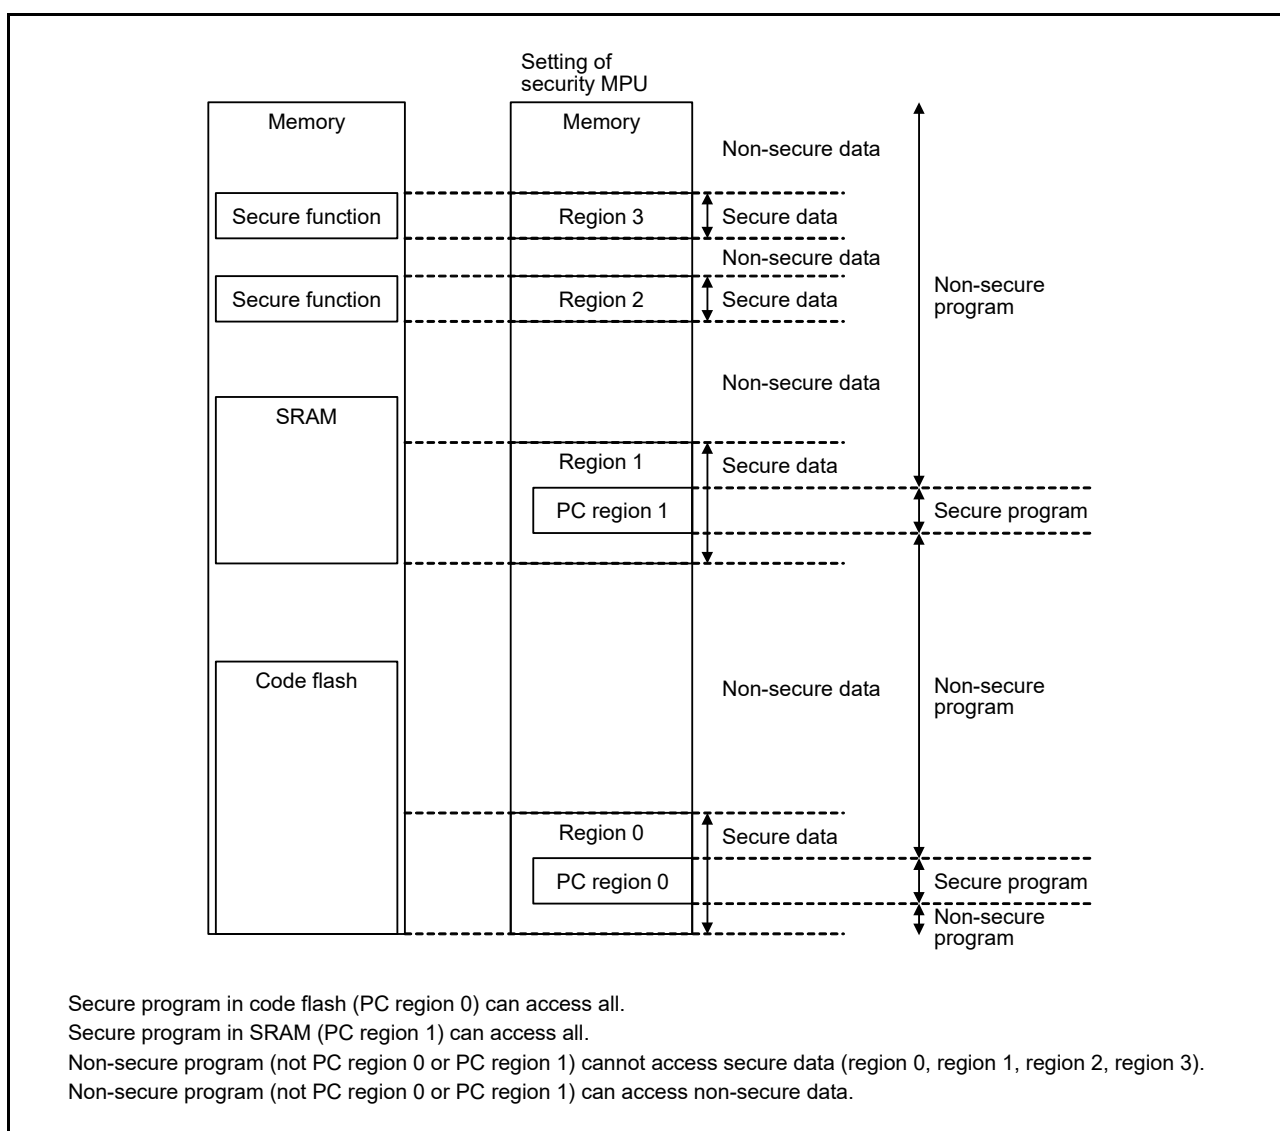 Setting of
security MPU
Memory
Memory
Non-secure data
Secure function
Region 3
Secure data
Non-secure data
Secure function
Region 2
Secure data
Non-secure
program
Non-secure data
SRAM
Region 1
Secure data
PC region 1
Secure program
Code flash
Non-secure data
Non-secure
program
Region 0
Secure data
PC region 0
Secure program
Non-secure
program
Secure program in code flash (PC region 0) can access all.
Secure program in SRAM (PC region 1) can access all.
Non-secure program (not PC region 0 or PC region 1) cannot access secure data (region 0, region 1, region 2, region 3).
Non-secure program (not PC region 0 or PC region 1) can access non-secure data.